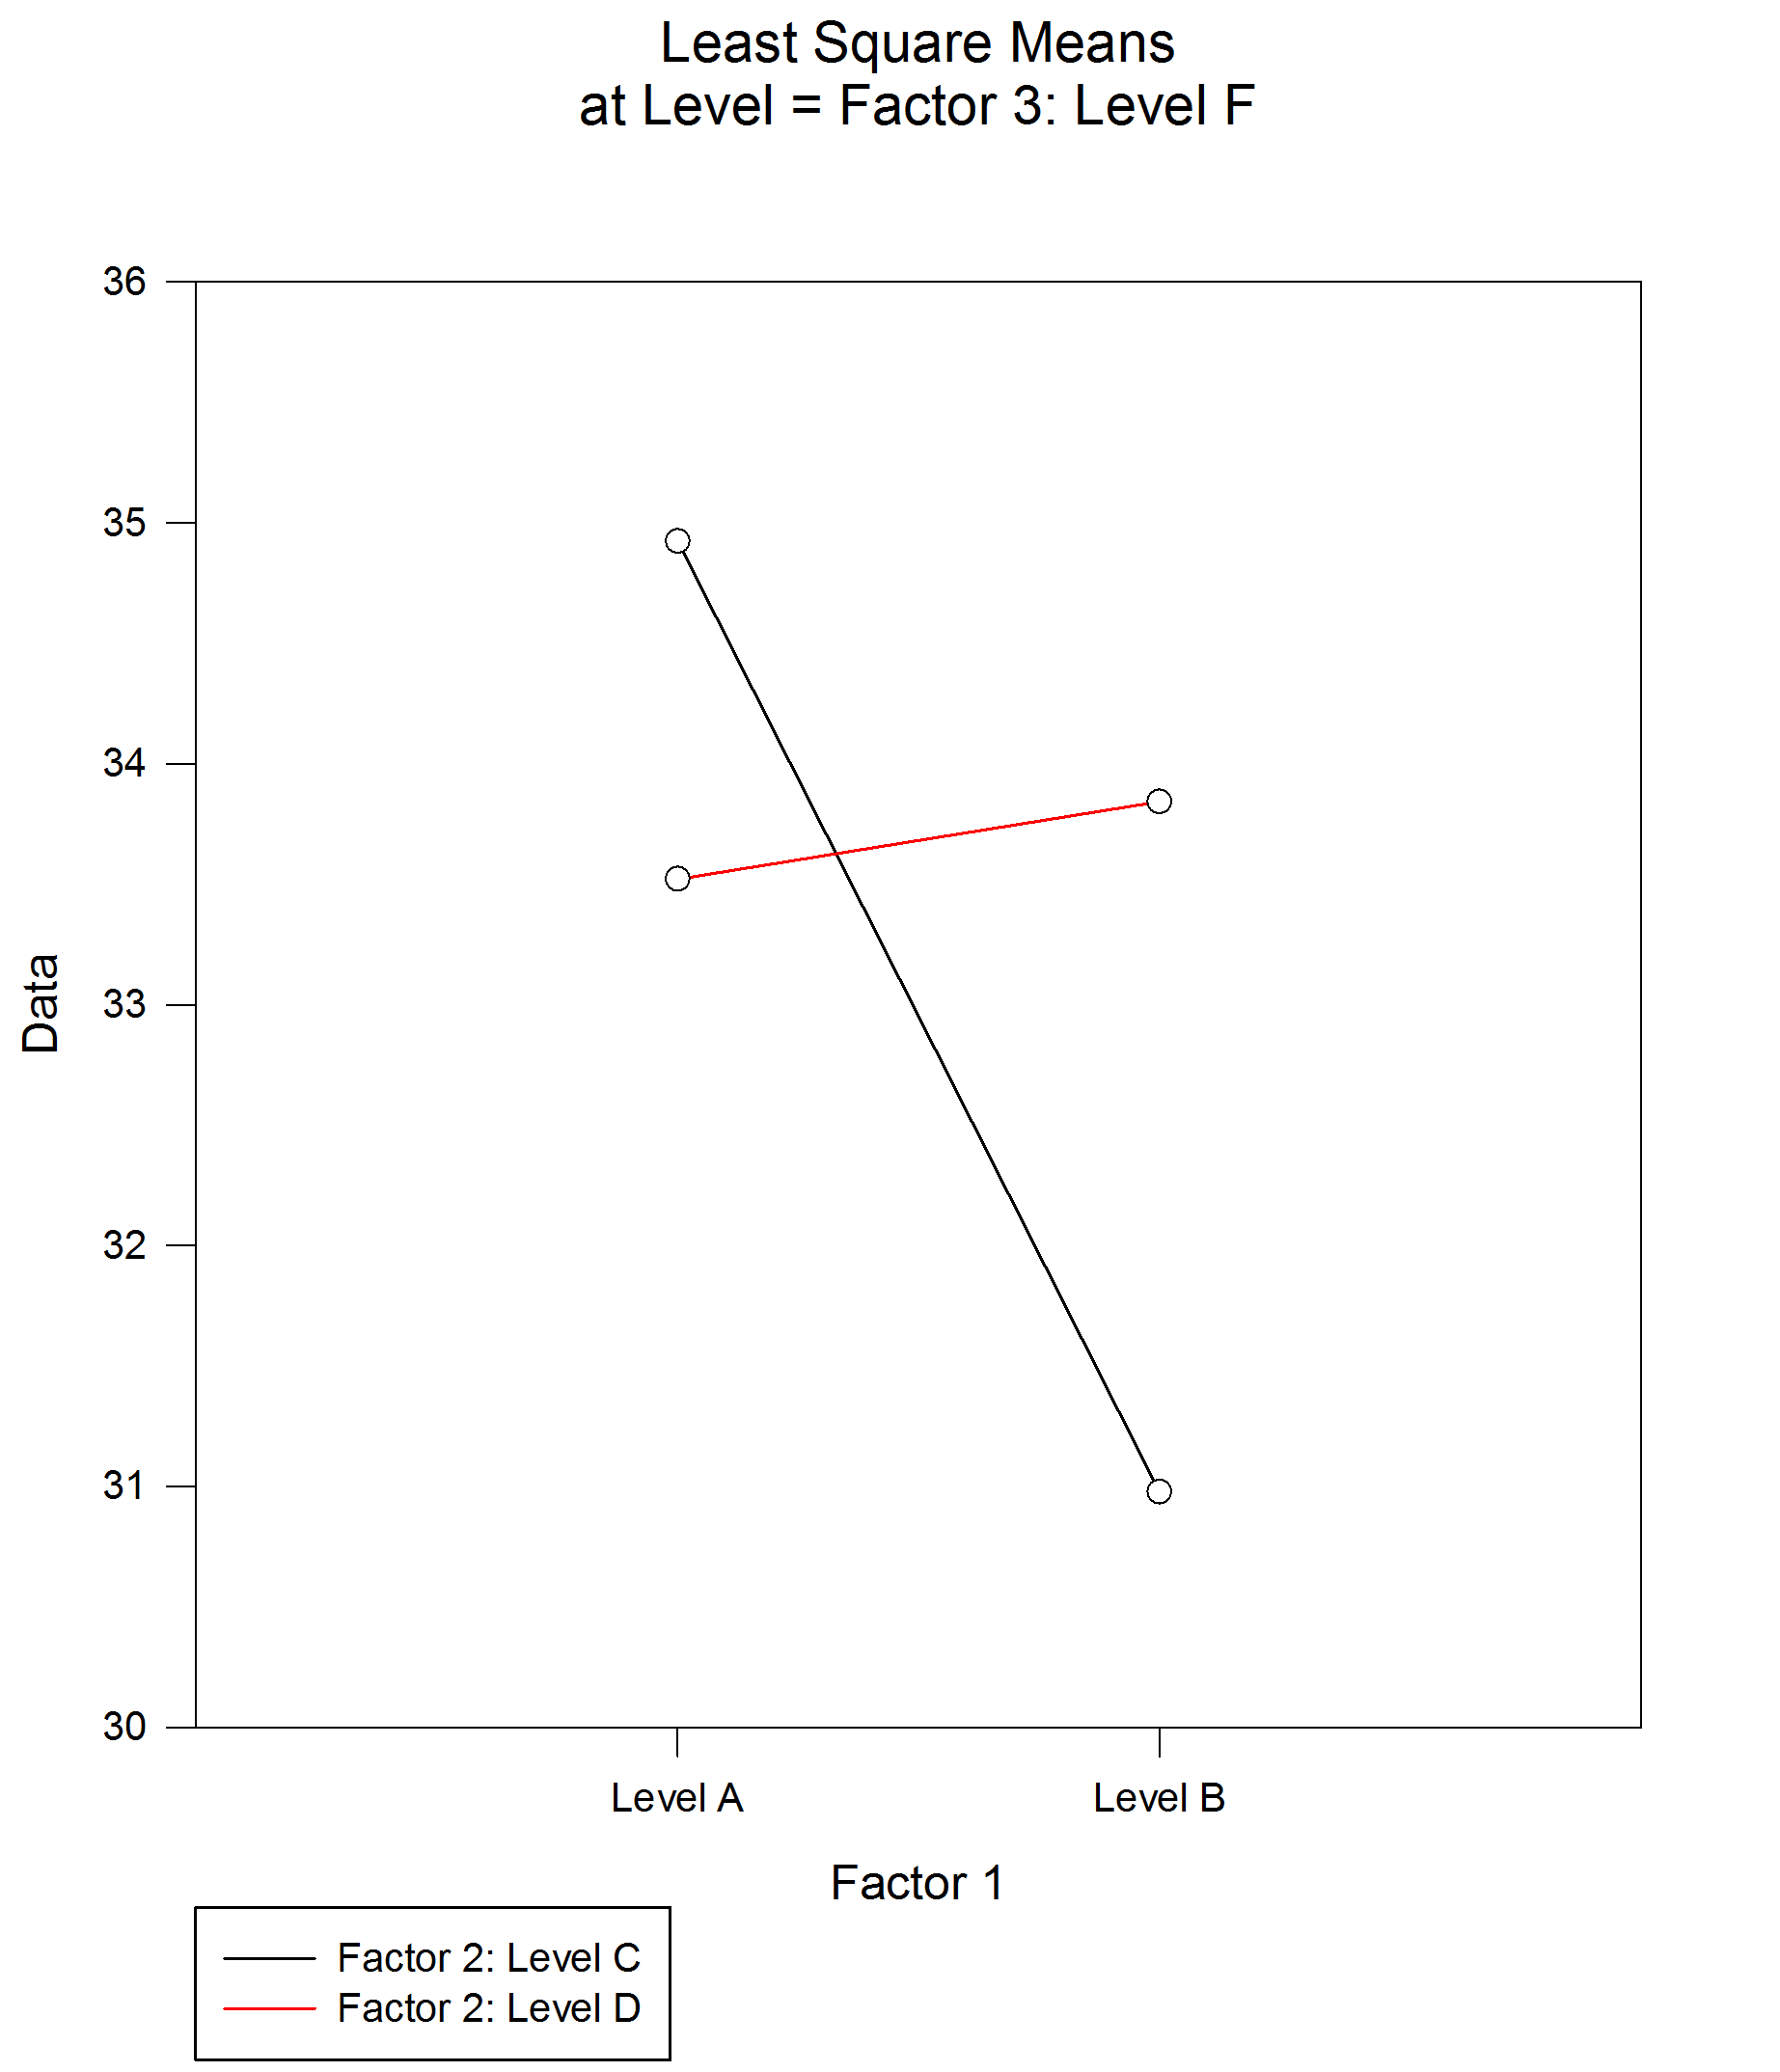 Least Square Means
at Level = Factor 3: Level F
36
35
34
33
32
31
30
Data
Level A
Level B
Factor 1
Factor 2: Level C
Factor 2: Level D